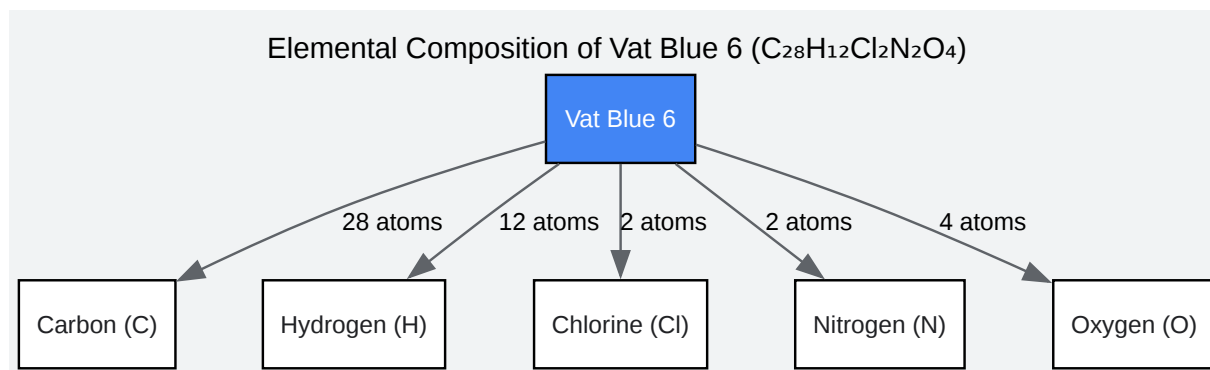 Elemental Composition of Vat Blue 6 (C₂₈H₁₂Cl₂N₂O₄)
Vat Blue 6
28 atoms
12 atoms
2 atoms
2 atoms
4 atoms
Carbon (C)
Hydrogen (H)
Chlorine (Cl)
Nitrogen (N)
Oxygen (O)